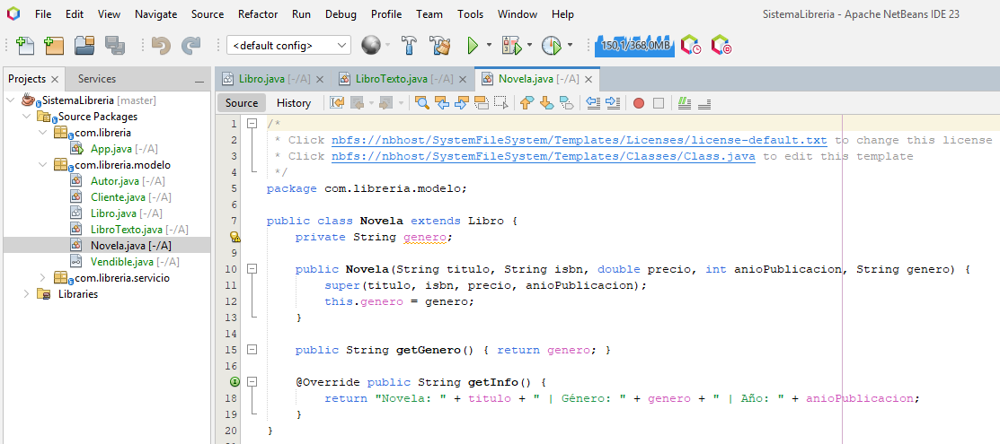 File Edit View Navigate Source Refactor Run Debug Profile Team Tools Window Help SistemaLibreria - Apache NetBeans IDE 23
<default config> 150,1/368,0MB
Projects Services
Libro.java [-/A] LibroTexto.java [-/A] Novela.java [-/A]
SistemaLibreria [master]
Source Packages
com.libreria
App.java [-/A]
com.libreria.modelo
Autor.java [-/A]
Cliente.java [-/A]
Libro.java [-/A]
LibroTexto.java [-/A]
Novela.java [-/A]
Vendible.java [-/A]
com.libreria.servicio
Libraries
Source History
1 /*
2 * Click nbfs://nbhost/SystemFileSystem/Templates/Licenses/license-default.txt to change this license
3 * Click nbfs://nbhost/SystemFileSystem/Templates/Classes/Class.java to edit this template
4 */
5 package com.libreria.modelo;
6
7 public class Novela extends Libro {
private String genero;
9
10 public Novela(String titulo, String isbn, double precio, int anioPublicacion, String genero) {
11 super(titulo, isbn, precio, anioPublicacion);
12 this.genero = genero;
13 }
14
15 public String getGenero() { return genero; }
16
@Override public String getInfo() {
18 return "Novela: " + titulo + " | Género: " + genero + " | Año: " + anioPublicacion;
19 }
20 }